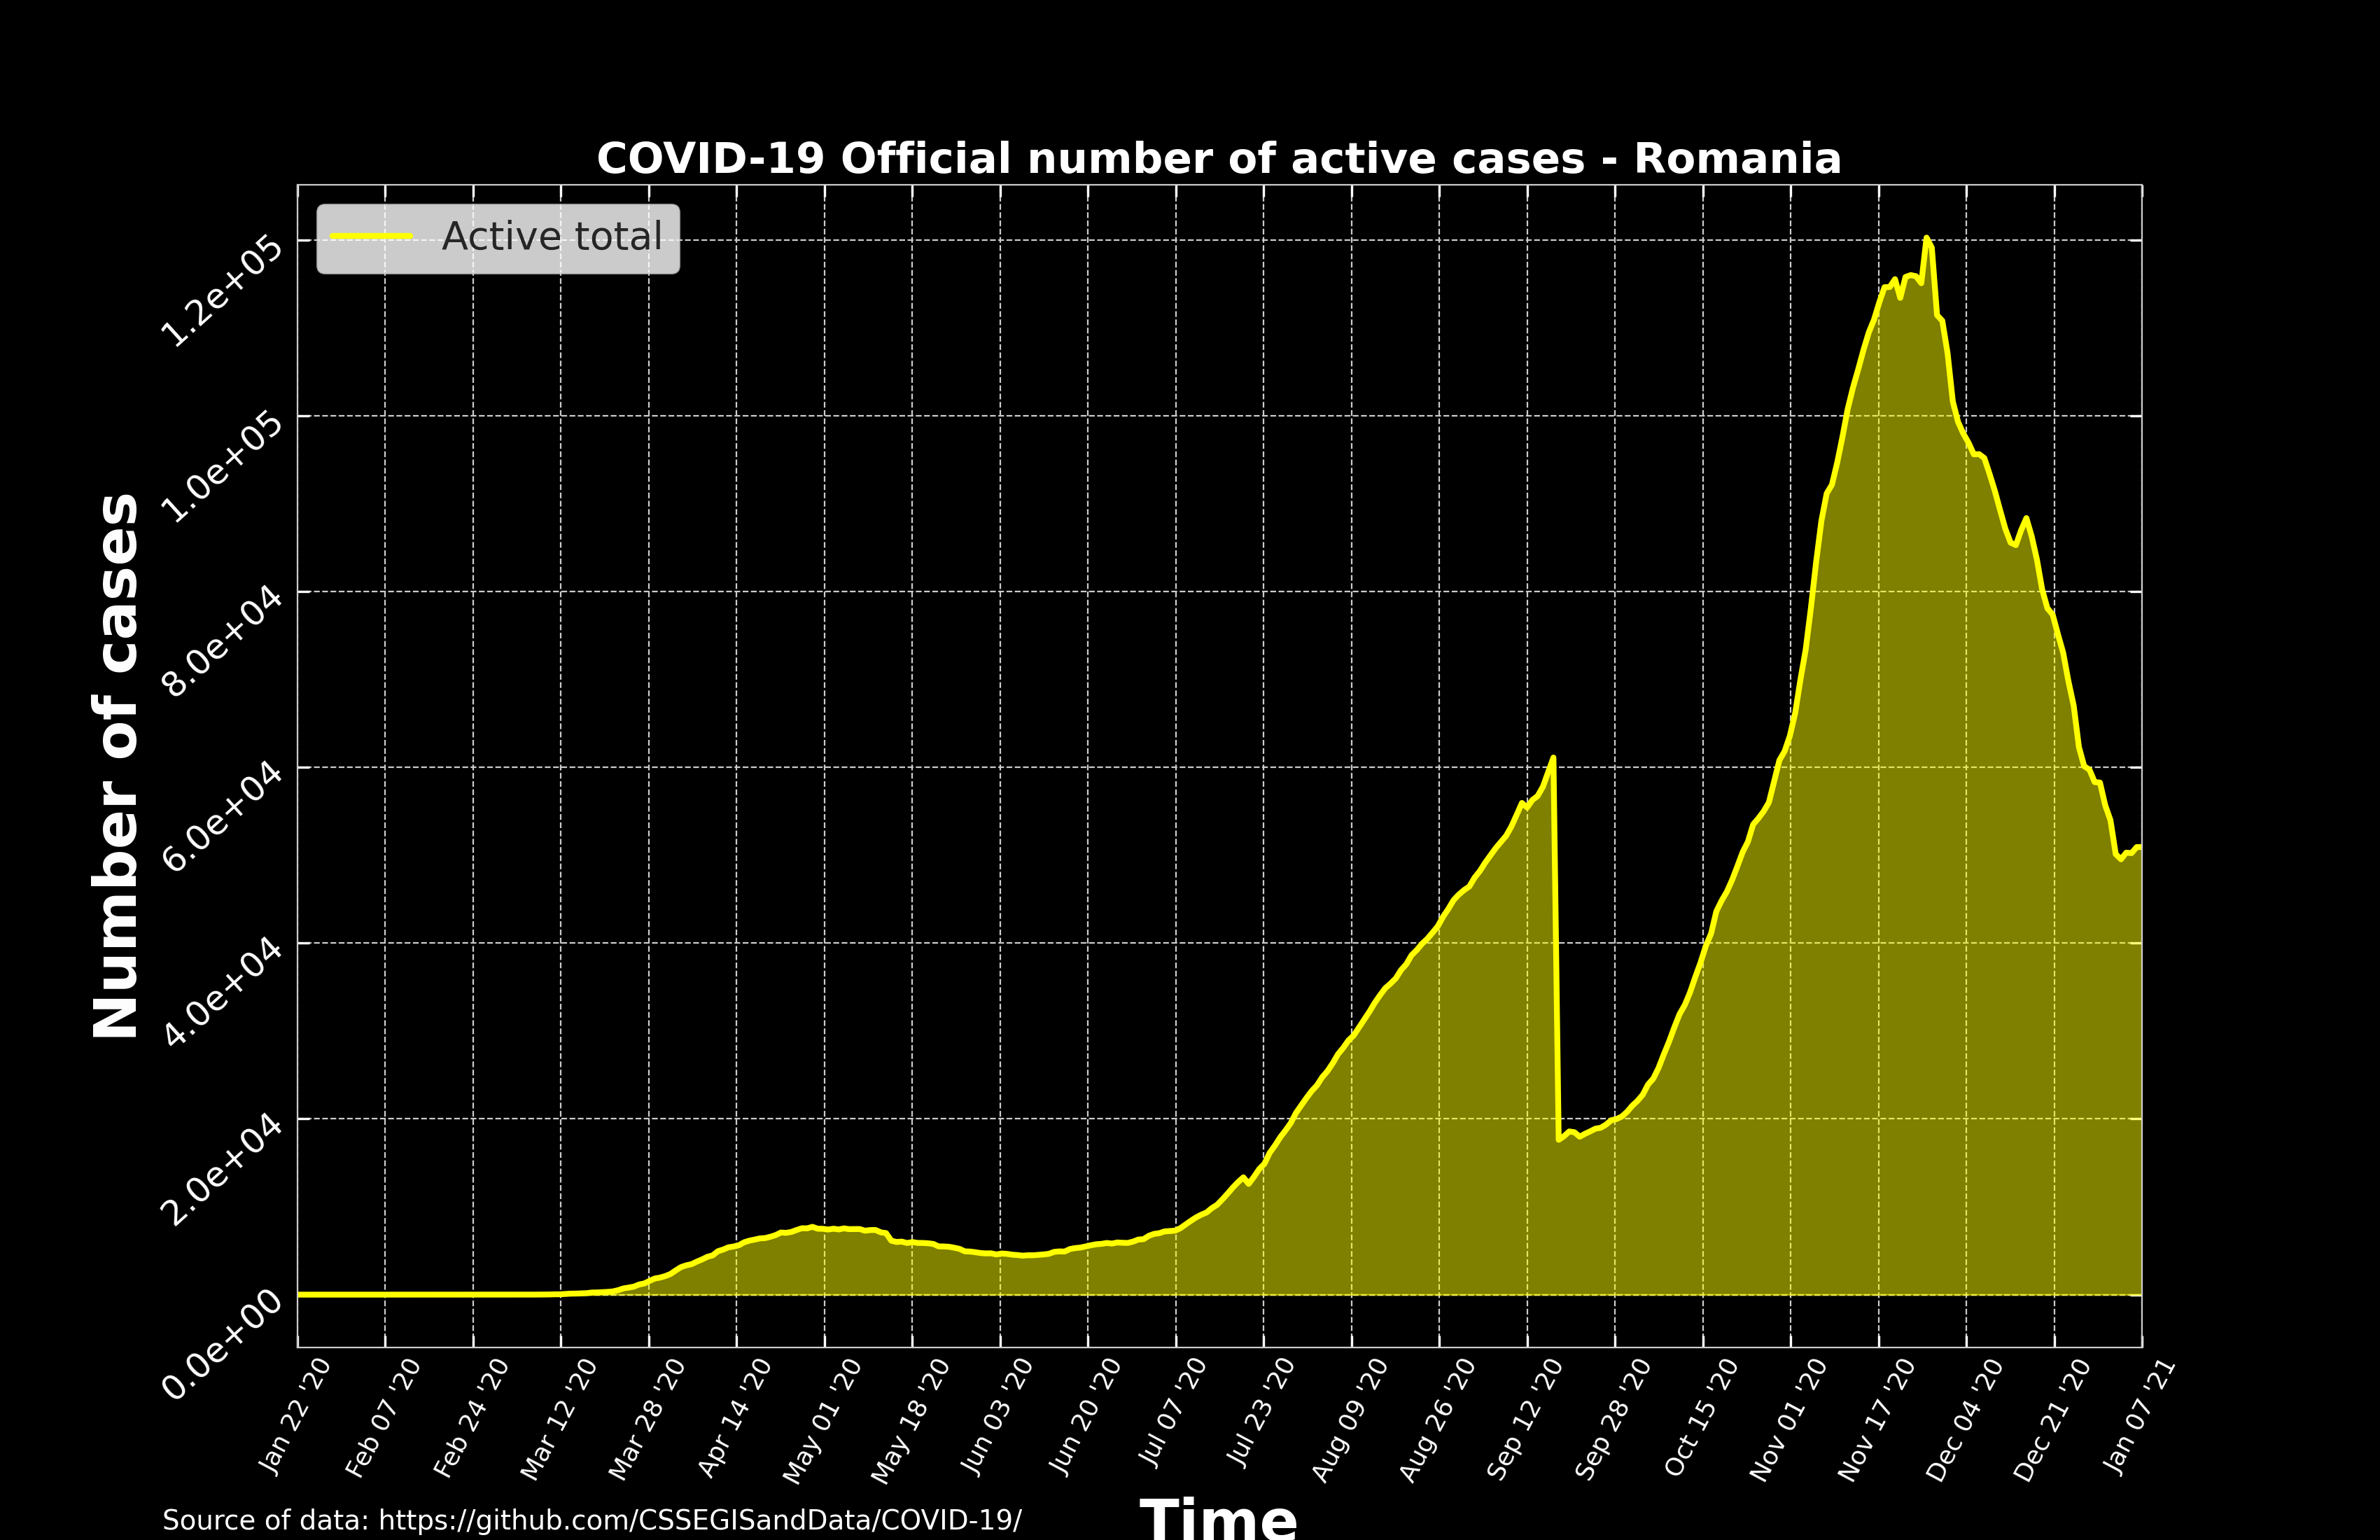 COVID-19 Official number of active cases - Romania
Active total
Number of cases
1.2e+05
1.0e+05
8.0e+04
6.0e+04
4.0e+04
2.0e+04
0.0e+00
Jan 22 '20
Feb 07 '20
Feb 24 '20
Mar 12 '20
Mar 28 '20
Apr 14 '20
May 01 '20
May 18 '20
Jun 03 '20
Jun 20 '20
Jul 07 '20
Jul 23 '20
Aug 09 '20
Aug 26 '20
Sep 12 '20
Sep 28 '20
Oct 15 '20
Nov 01 '20
Nov 17 '20
Dec 04 '20
Dec 21 '20
Jan 07 '21
Time
Source of data: https://github.com/CSSEGISandData/COVID-19/